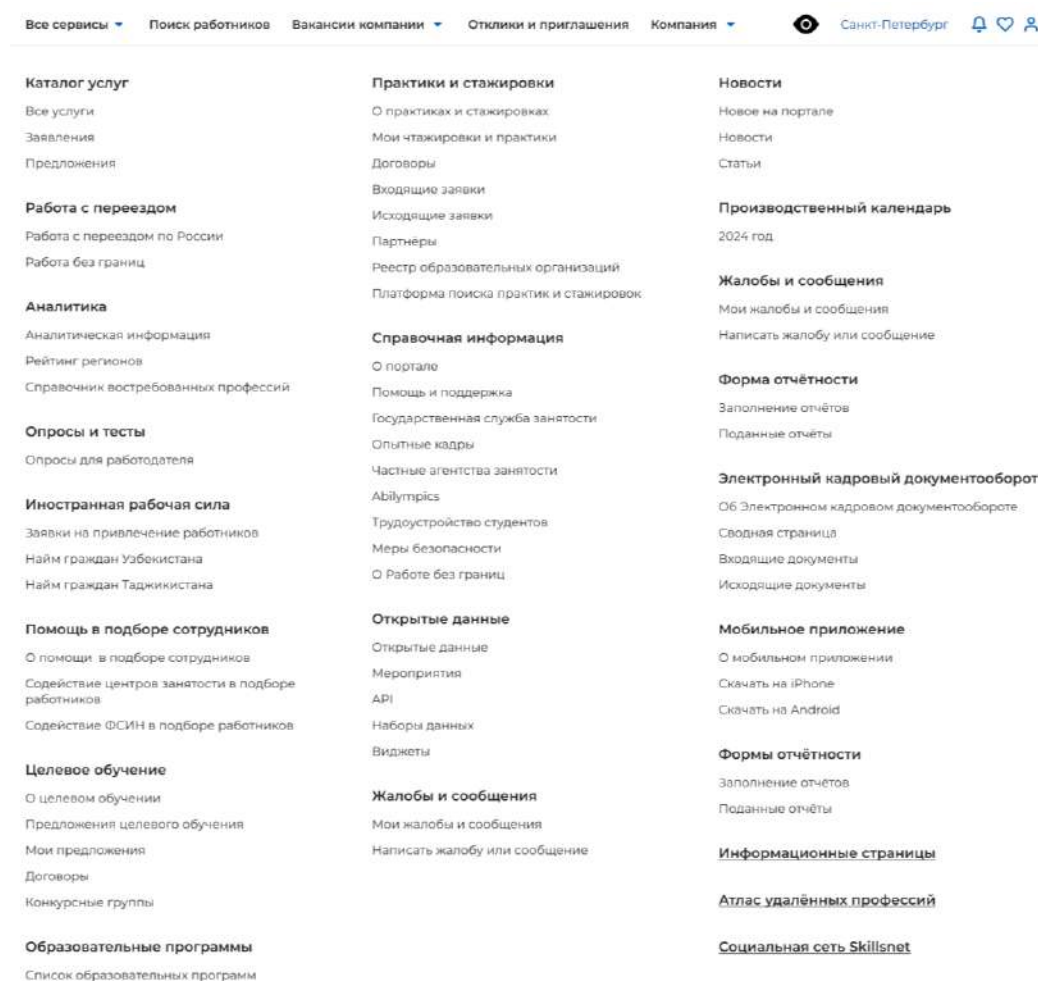 Все сервисы
Поиск работников
Вакансии компании
Отклики и приглашения
Компания
Санкт-Петербург
Каталог услуг
Все услуги
Заявления
Предложения
Работа с переездом
Работа с переездом по России
Работа без границ
Аналитика
Аналитическая информация
Рейтинг регионов
Справочник востребованных профессий
Опросы и тесты
Опросы для работодателя
Иностранная рабочая сила
Заявки на привлечение работников
Найм граждан Узбекистана
Найм граждан Таджикистана
Помощь в подборе сотрудников
О помощи в подборе сотрудников
Содействие центров занятости в подборе
работников
Содействие ФСИН в подборе работников
Целевое обучение
О целевом обучении
Предложения целевого обучения
Мои предложения
Договоры
Конкурсные группы
Образовательные программы
Список образовательных программ
Практики и стажировки
О практиках и стажировках
Мои чтажировки и практики
Договоры
Входящие заявки
Исходящие заявки
Партнёры
Реестр образовательных организаций
Платформа поиска практик и стажировок
Справочная информация
О портале
Помощь и поддержка
Государственная служба занятости
Опытные кадры
Частные агентства занятости
Abilympics
Трудоустройство студентов
Меры безопасности
О Работе без границ
Открытые данные
Открытые данные
Мероприятия
API
Наборы данных
Виджеты
Жалобы и сообщения
Мои жалобы и сообщения
Написать жалобу или сообщение
Новости
Новое на портале
Новости
Статьи
Производственный календарь
2024 год
Жалобы и сообщения
Мои жалобы и сообщения
Написать жалобу или сообщение
Форма отчётности
Заполнение отчётов
Поданные отчёты
Электронный кадровый документооборот
Об Электронном кадровом документообороте
Сводная страница
Входящие документы
Исходящие документы
Мобильное приложение
О мобильном приложении
Скачать на iPhone
Скачать на Android
Формы отчётности
Заполнение отчётов
Поданные отчёты
Информационные страницы
Атлас удалённых профессий
Социальная сеть Skillsnet